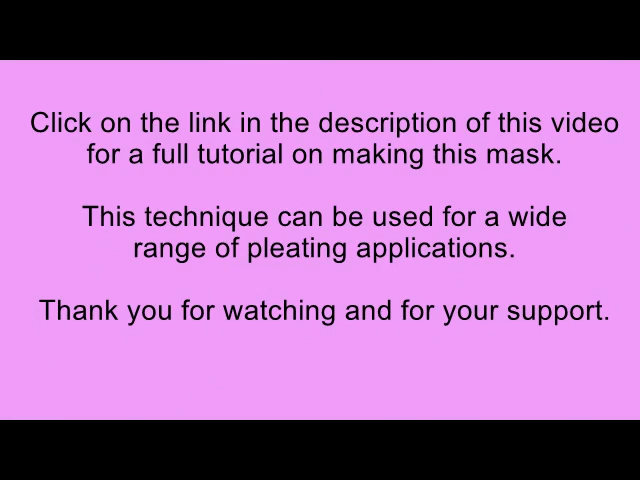 Click on the link in the description of this video
for a full tutorial on making this mask.
This technique can be used for a wide
range of pleating applications.
Thank you for watching and for your support.